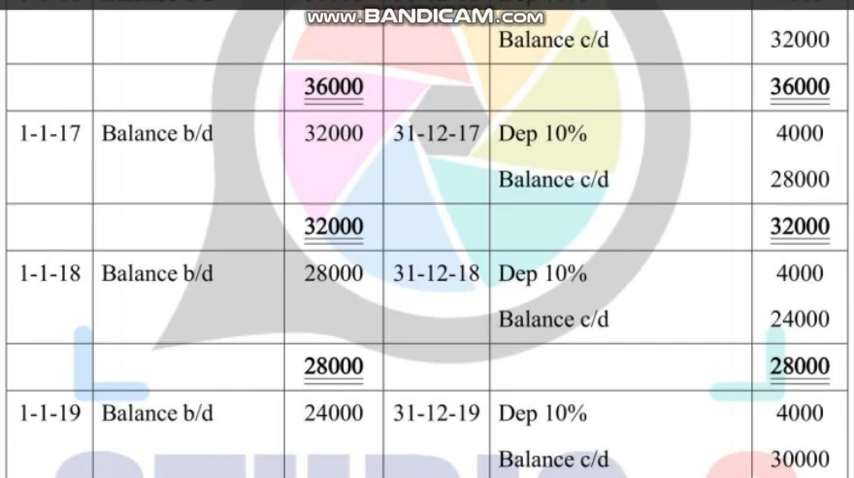 www.BANDICAM.com
Balance c/d 32000
36000 36000
1-1-17 Balance b/d 32000 31-12-17 Dep 10% 4000
Balance c/d 28000
32000 32000
1-1-18 Balance b/d 28000 31-12-18 Dep 10% 4000
Balance c/d 24000
28000 28000
1-1-19 Balance b/d 24000 31-12-19 Dep 10% 4000
Balance c/d 30000